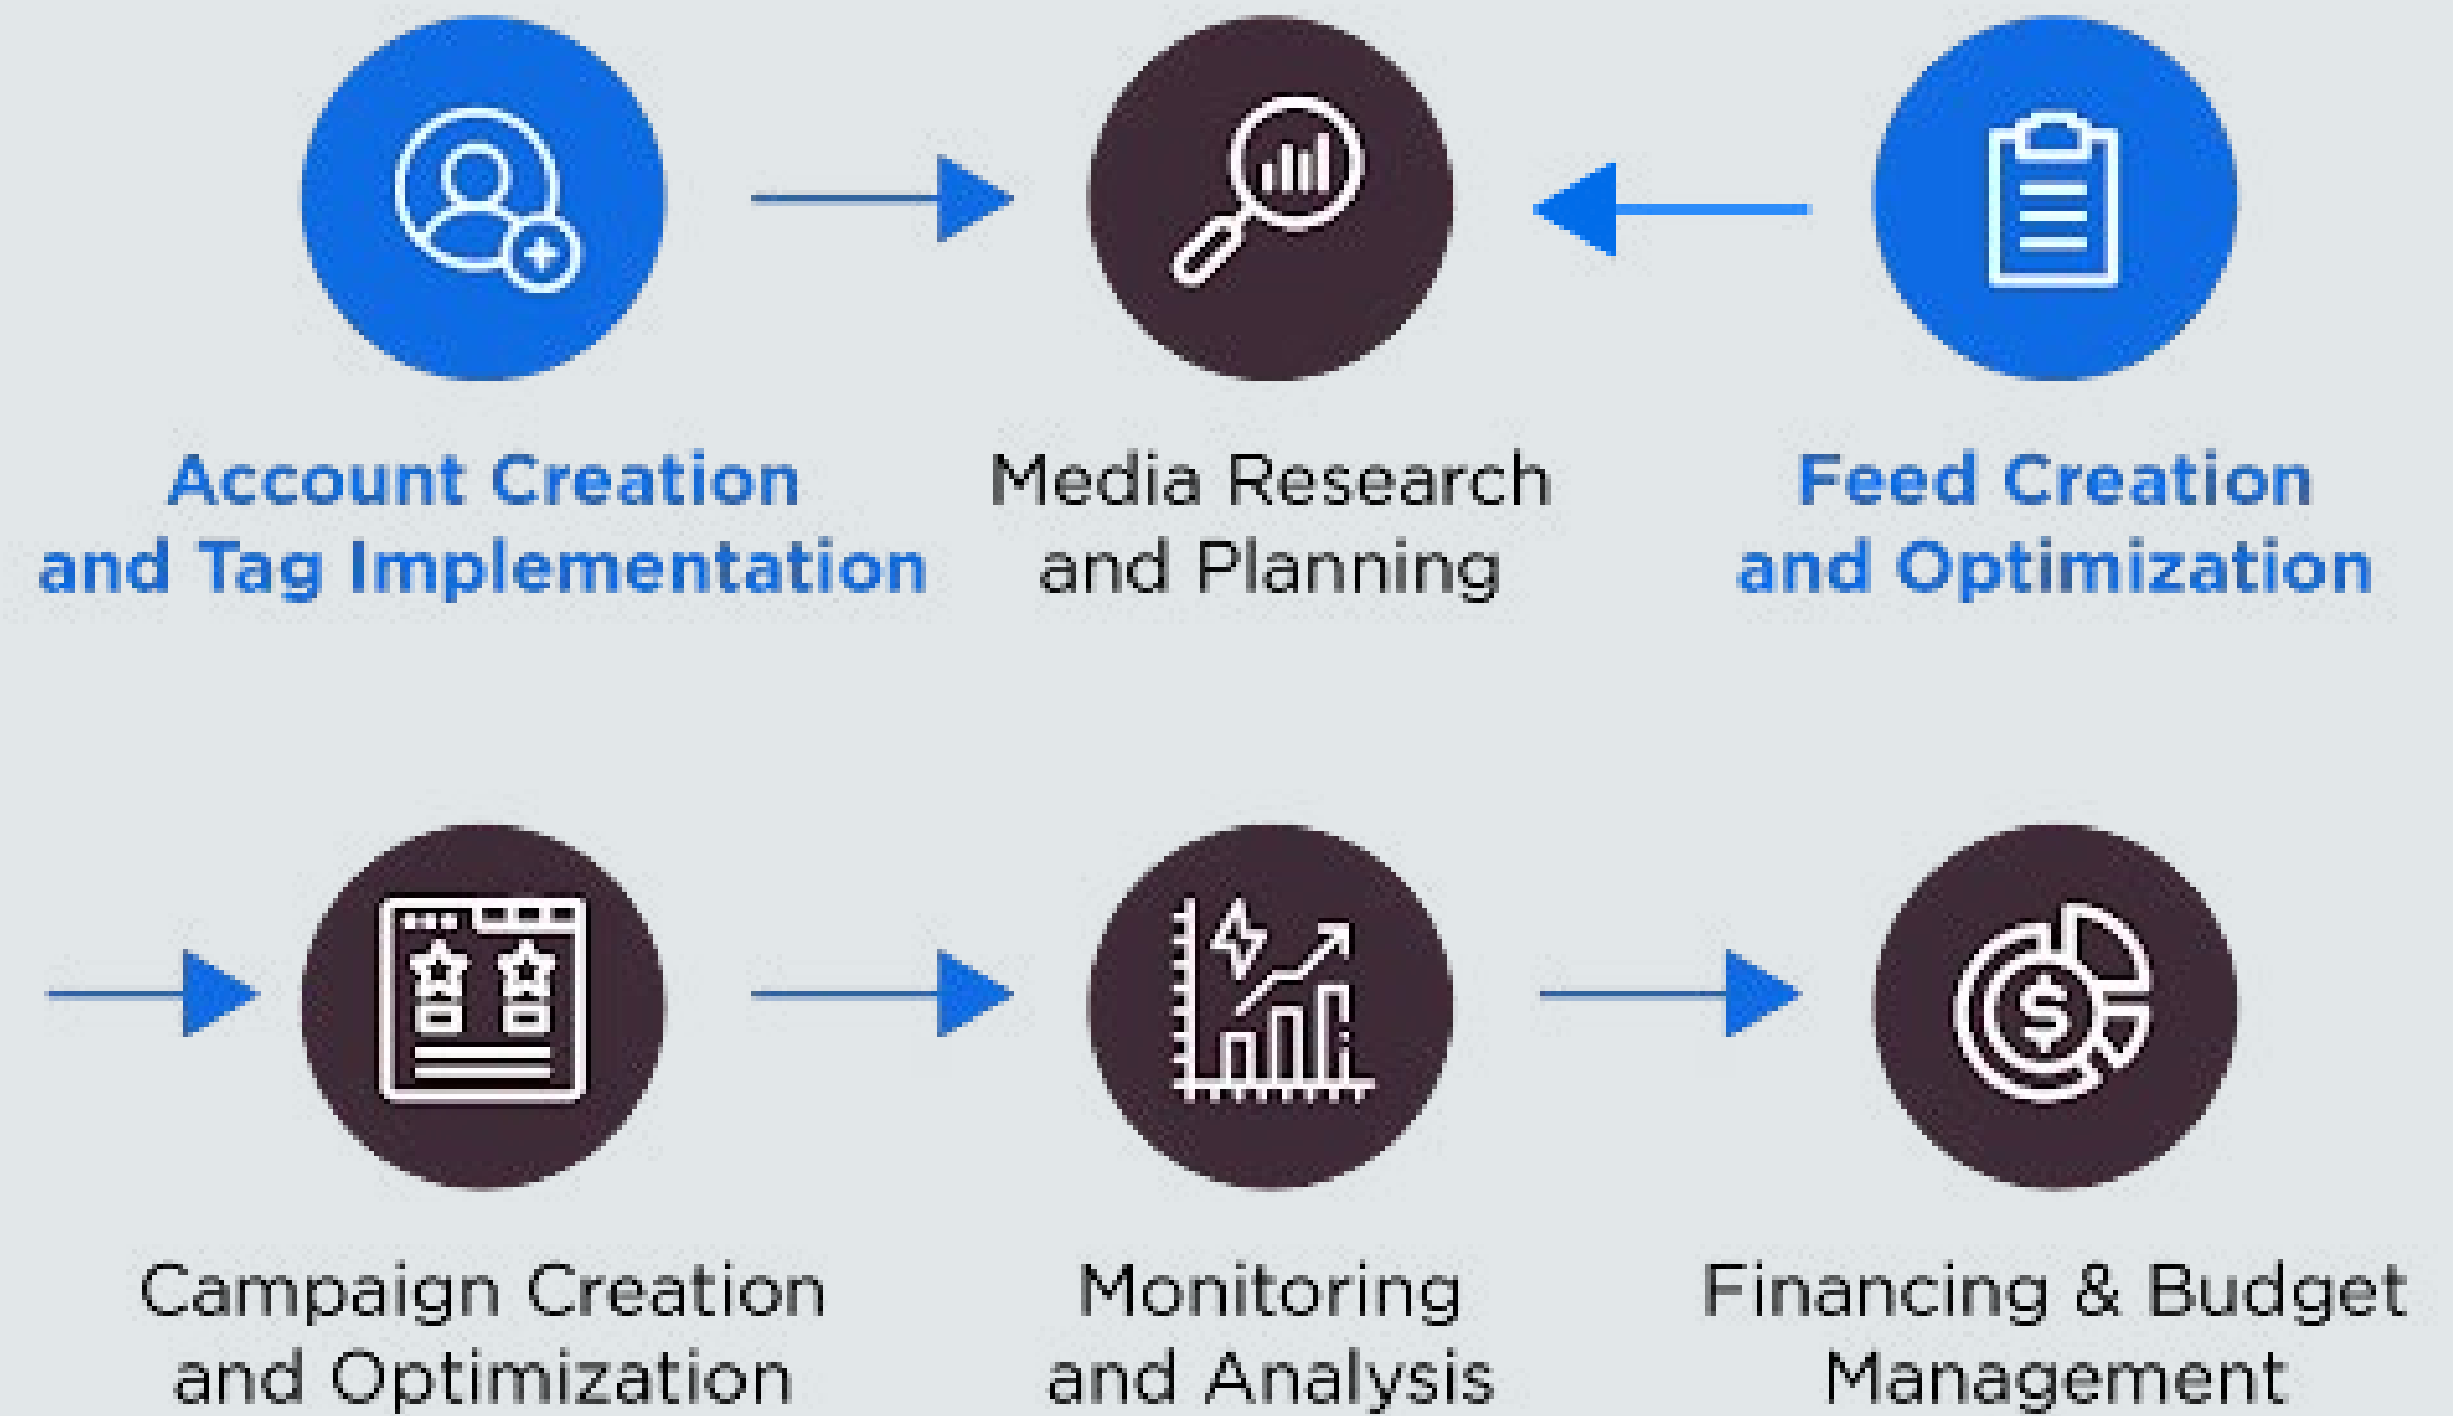 Account Creation
and Tag Implementation
Media Research
and Planning
Feed Creation
and Optimization
Campaign Creation
and Optimization
Monitoring
and Analysis
Financing & Budget
Management